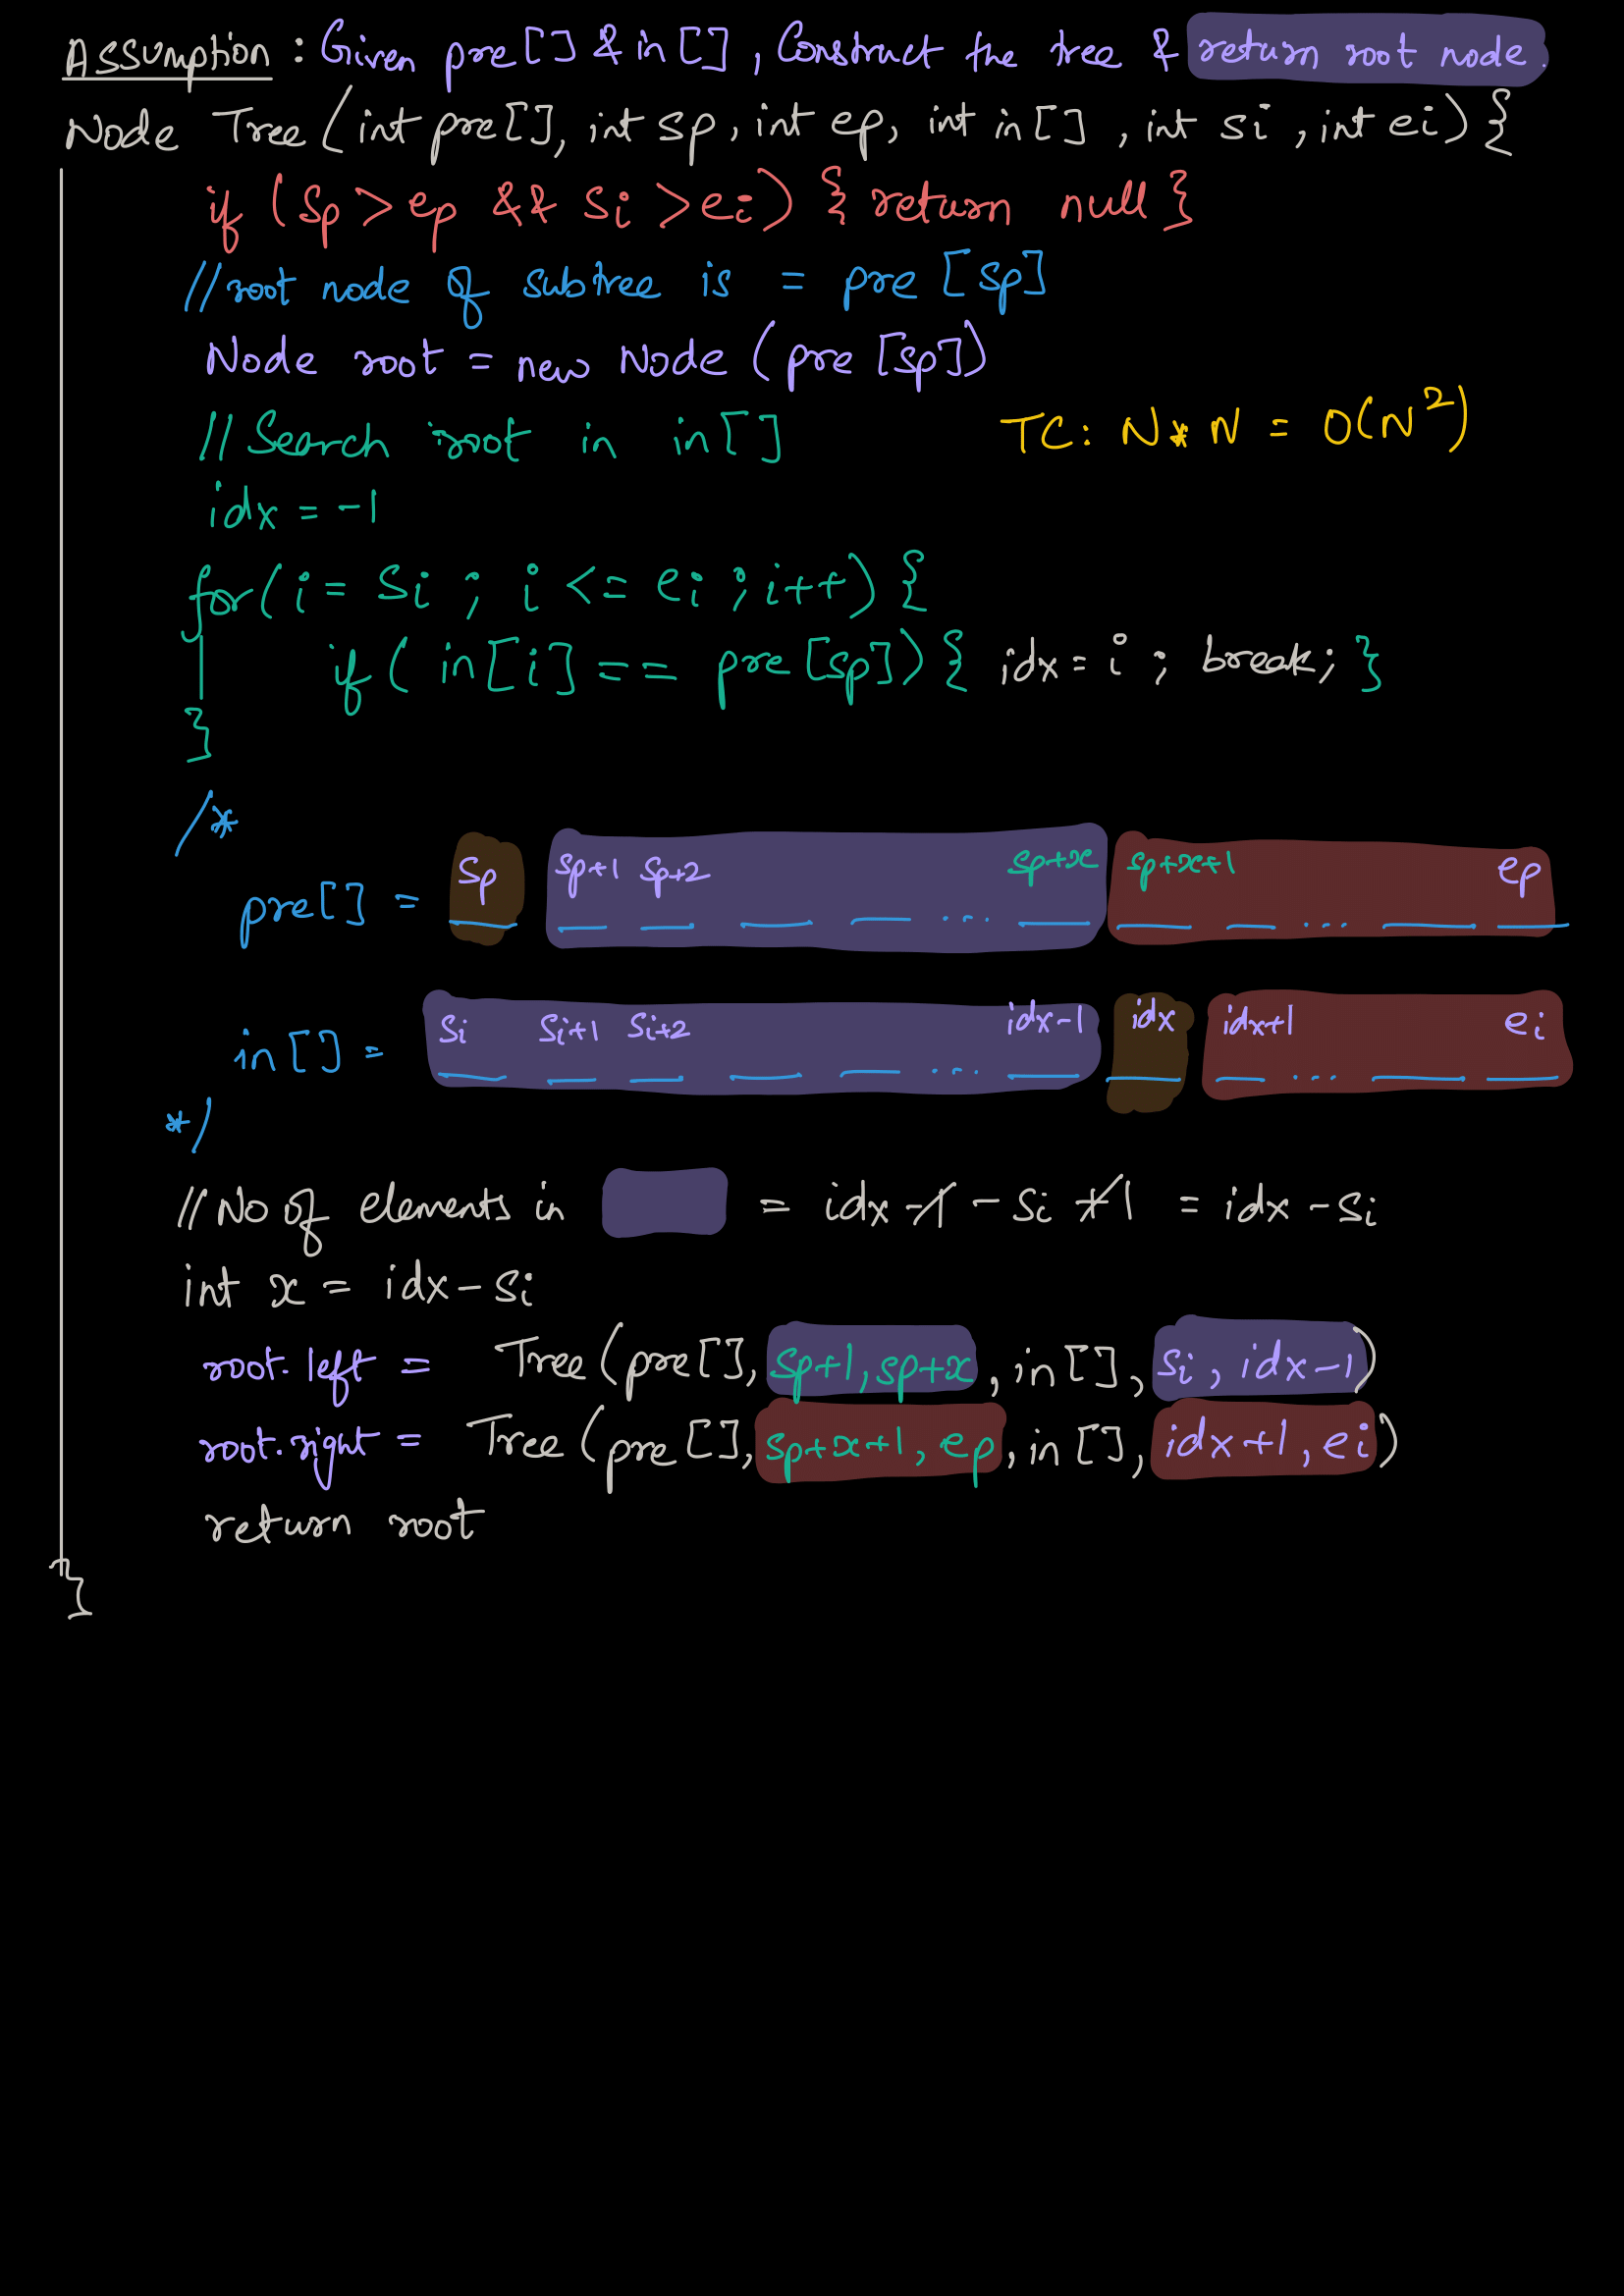 Assumption : Given pre[] & in[], Construct the tree & return root node.
Node Tree (int pre[], int sp, int ep, int in[], int si, int ei) {
if (sp > ep && si > ei) { return null }
// root node of subtree is = pre [sp]
Node root = new Node (pre [sp])
// Search root in in[]
TC: N * N = O(N²)
idx = -1
for(i = si ; i <= ei ; i++) {
if( in[i] == pre[sp]) { idx = i ; break; }
}
/*
sp sp+1 sp+2 sp+x sp+x+1 ep
pre[] = ... ...
si si+1 si+2 idx-1 idx idx+1 ei
in[] = ... ...
*/
// No of elements in = idx -1 - si +1 = idx - si
int x = idx - si
root.left = Tree (pre[], sp+1, sp+x, in[], si, idx-1)
root.right = Tree (pre[], sp+x+1, ep, in[], idx+1, ei)
return root
}